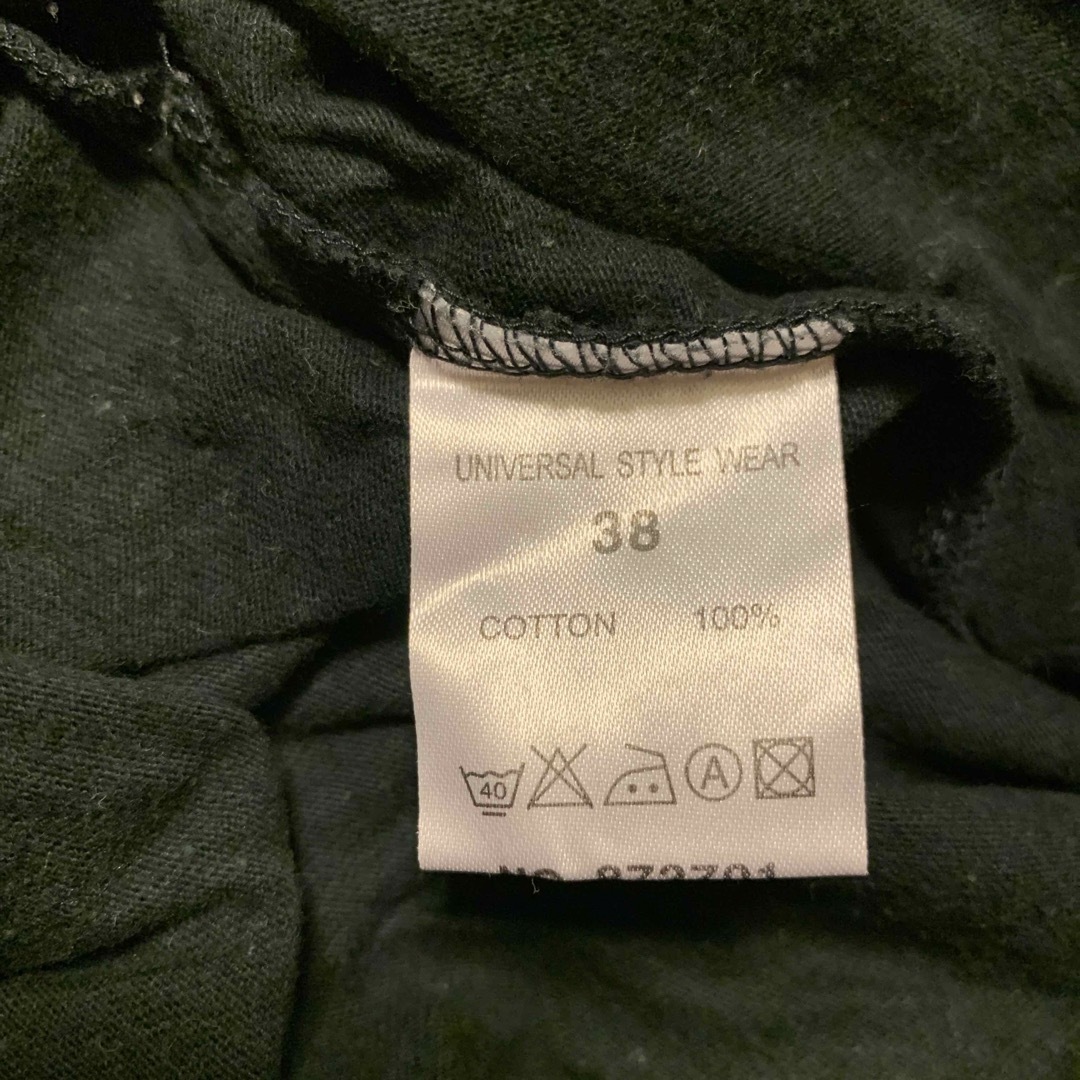 UNIVERSAL STYLE WEAR
38
COTTON 100%
40 A